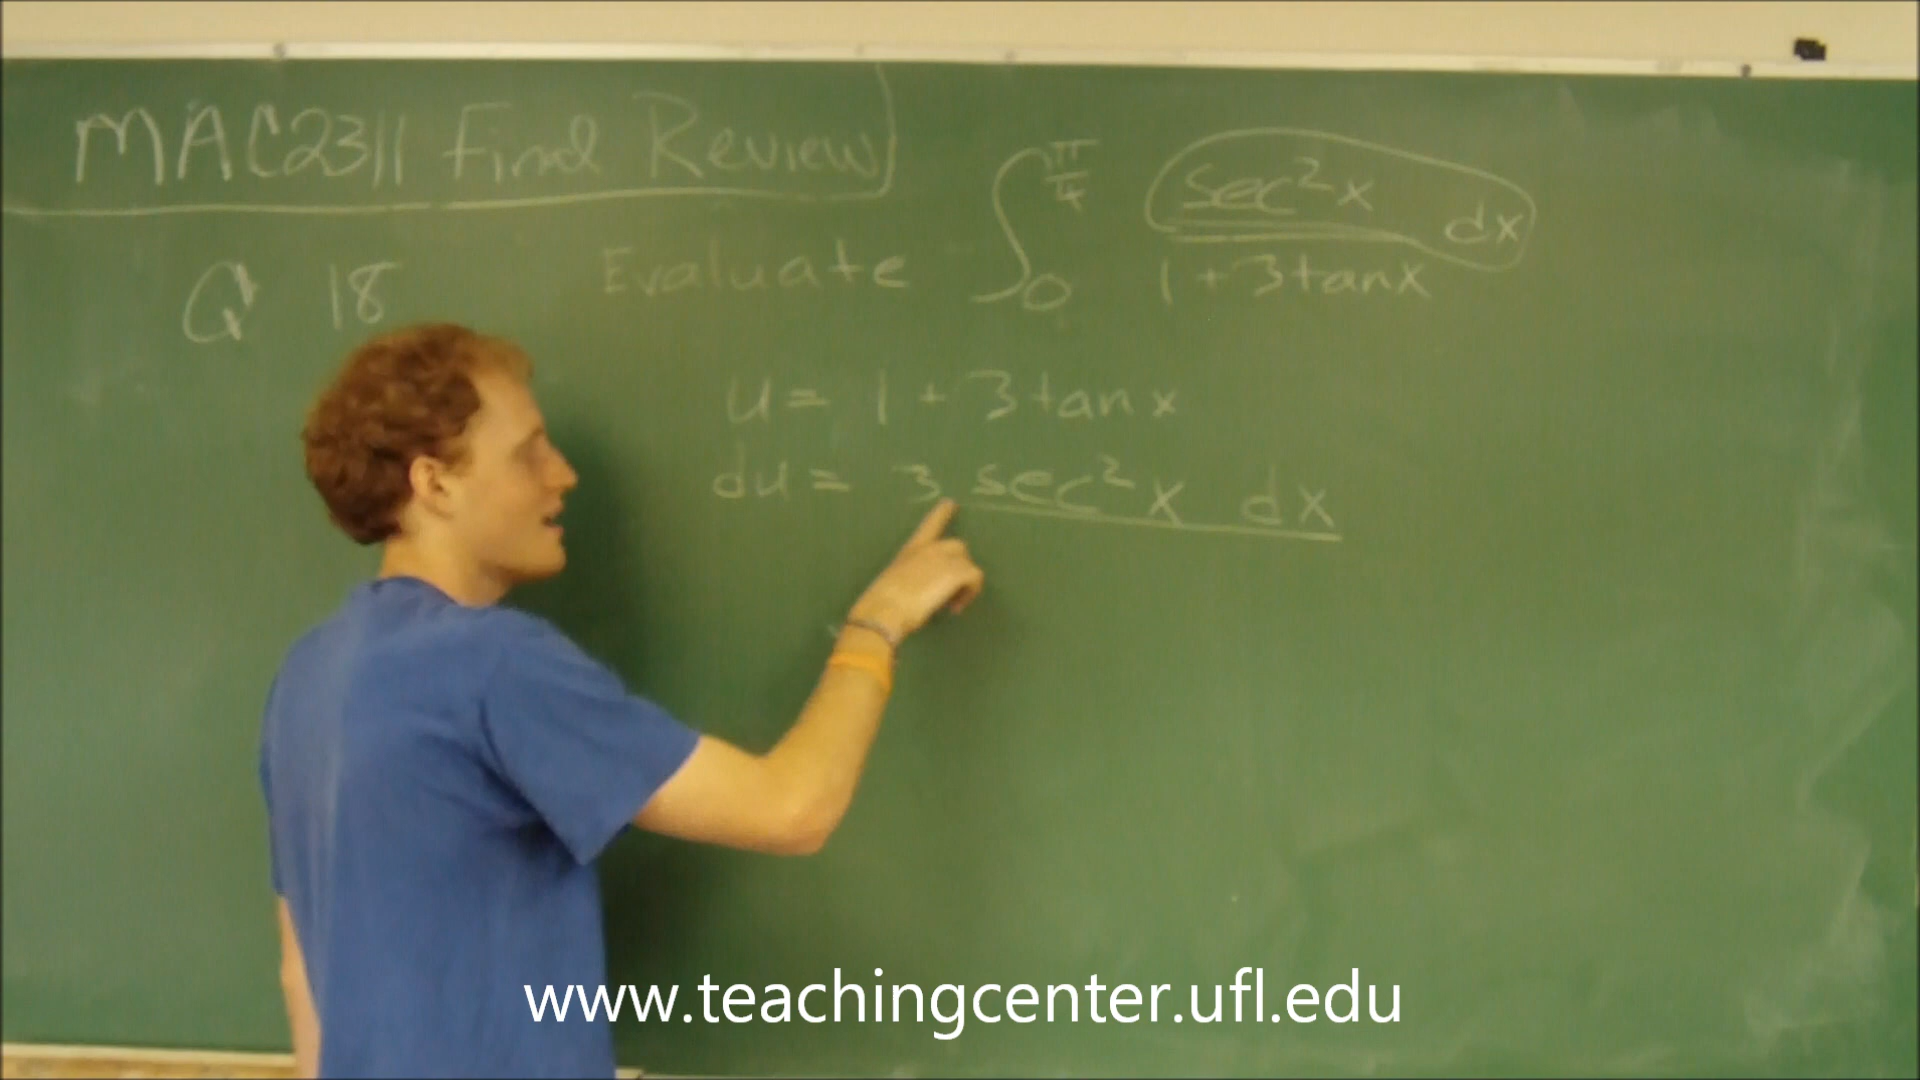 MAC2311 Final Review
Q 18
Evaluate ∫₀^(π/4) sec²x / (1+3tanx) dx
u = 1 + 3tanx
du = 3 sec²x dx
www.teachingcenter.ufl.edu